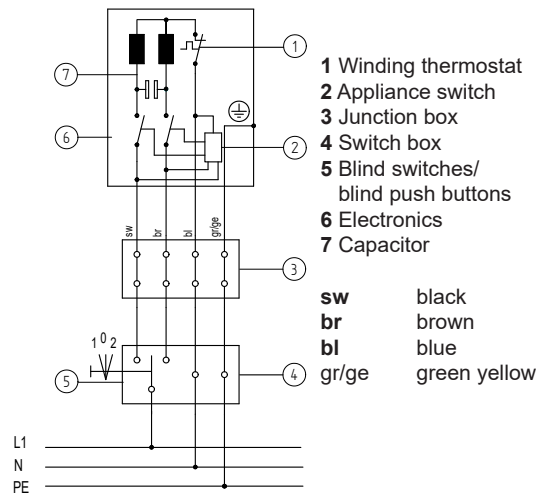 1
7
6
2
sw
br
bl
gr/ge
3
1 0 2
5
4
L1
N
PE
1 Winding thermostat
2 Appliance switch
3 Junction box
4 Switch box
5 Blind switches/
blind push buttons
6 Electronics
7 Capacitor
sw black
br brown
bl blue
gr/ge green yellow